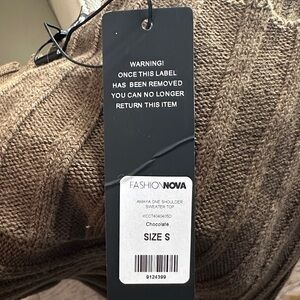 WARNING!
ONCE THIS LABEL
HAS BEEN REMOVED
YOU CAN NO LONGER
RETURN THIS ITEM
FASHIONNOVA
AMAYA ONE SHOULDER
SWEATER TOP
Chocolate
SIZE S
9124399